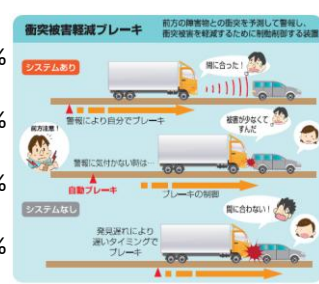 %
%
%
%
衝突被害軽減ブレーキ
前方の障害物との衝突を予測して警報し、
衝突被害を軽減するために制動制御する装置
システムあり
間に合った！
警報により自分でブレーキ
前方注意！
被害が少なくて
すんだ
警報に気付かない時は…
自動ブレーキ
ブレーキの制御
システムなし
間に合わない！
発見遅れにより
遅いタイミングで
ブレーキ